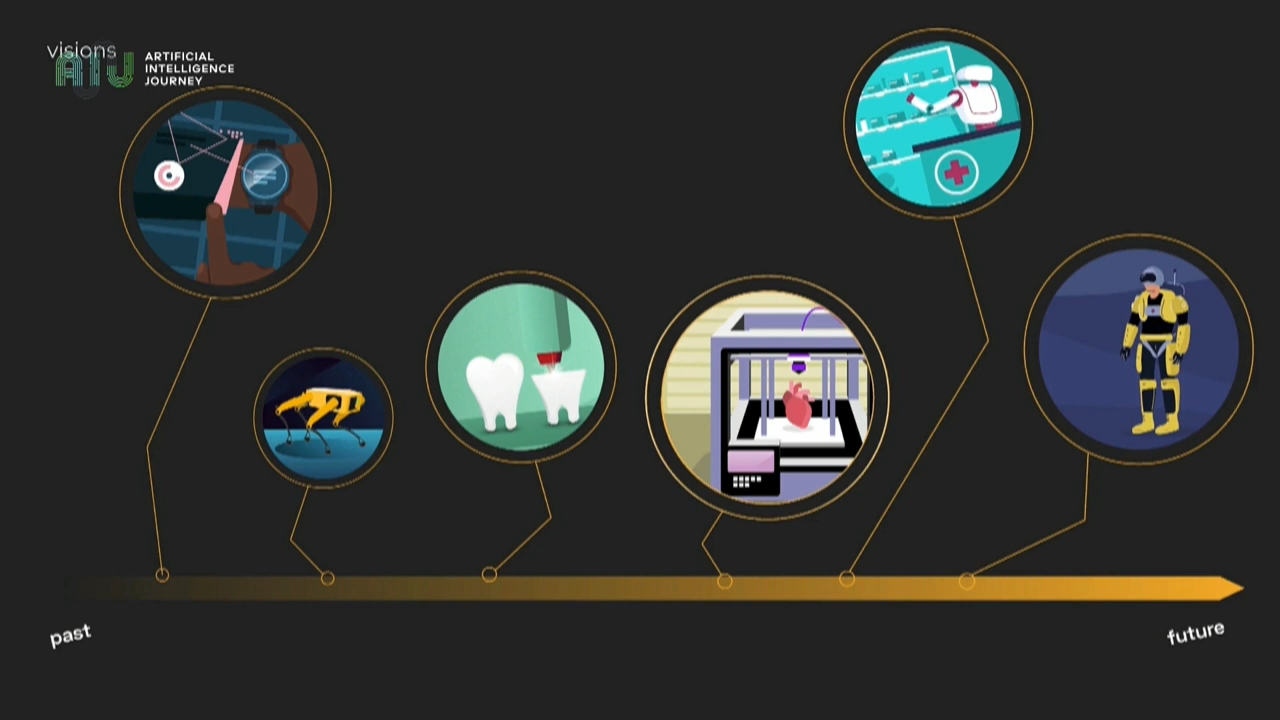 visions
AIJ
ARTIFICIAL
INTELLIGENCE
JOURNEY
past
future